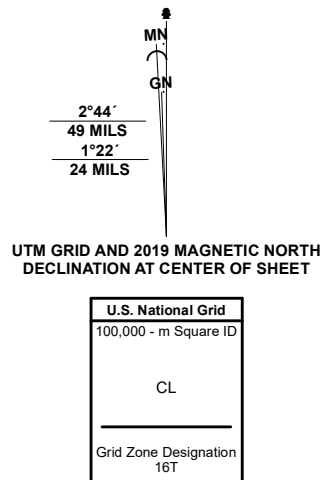 MN
GN
2°44´
49 MILS
1°22´
24 MILS
UTM GRID AND 2019 MAGNETIC NORTH
DECLINATION AT CENTER OF SHEET
U.S. National Grid
100,000 - m Square ID
CL
Grid Zone Designation
16T